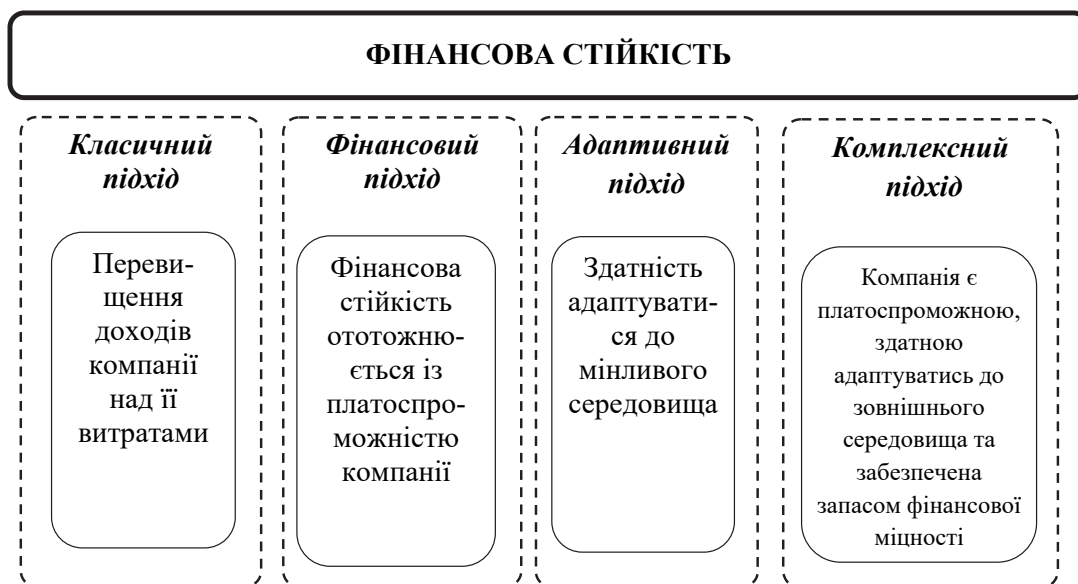 ФІНАНСОВА СТІЙКІСТЬ
Класичний
підхід
Переви-
щення
доходів
компанії
над її
витратами
Фінансовий
підхід
Фінансова
стійкість
ототожню-
ється із
платоспро-
можністю
компанії
Адаптивний
підхід
Здатність
адаптувати-
ся до
мінливого
середовища
Комплексний
підхід
Компанія є
платоспроможною,
здатною
адаптуватись до
зовнішнього
середовища та
забезпечена
запасом фінансової
міцності